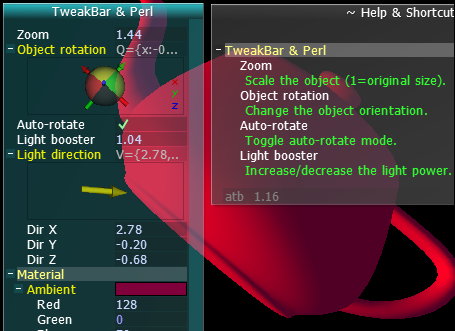 TweakBar & Perl
Zoom 1.44
Object rotation Q={x:-0...
x
y
z
Auto-rotate ✓
Light booster 1.04
Light direction V={2.78,..
Dir X 2.78
Dir Y -0.20
Dir Z -0.68
Material
Ambient
Red 128
Green 0
~ Help & Shortcut
TweakBar & Perl
Zoom
Scale the object (1=original size).
Object rotation
Change the object orientation.
Auto-rotate
Toggle auto-rotate mode.
Light booster
Increase/decrease the light power.
atb 1.16